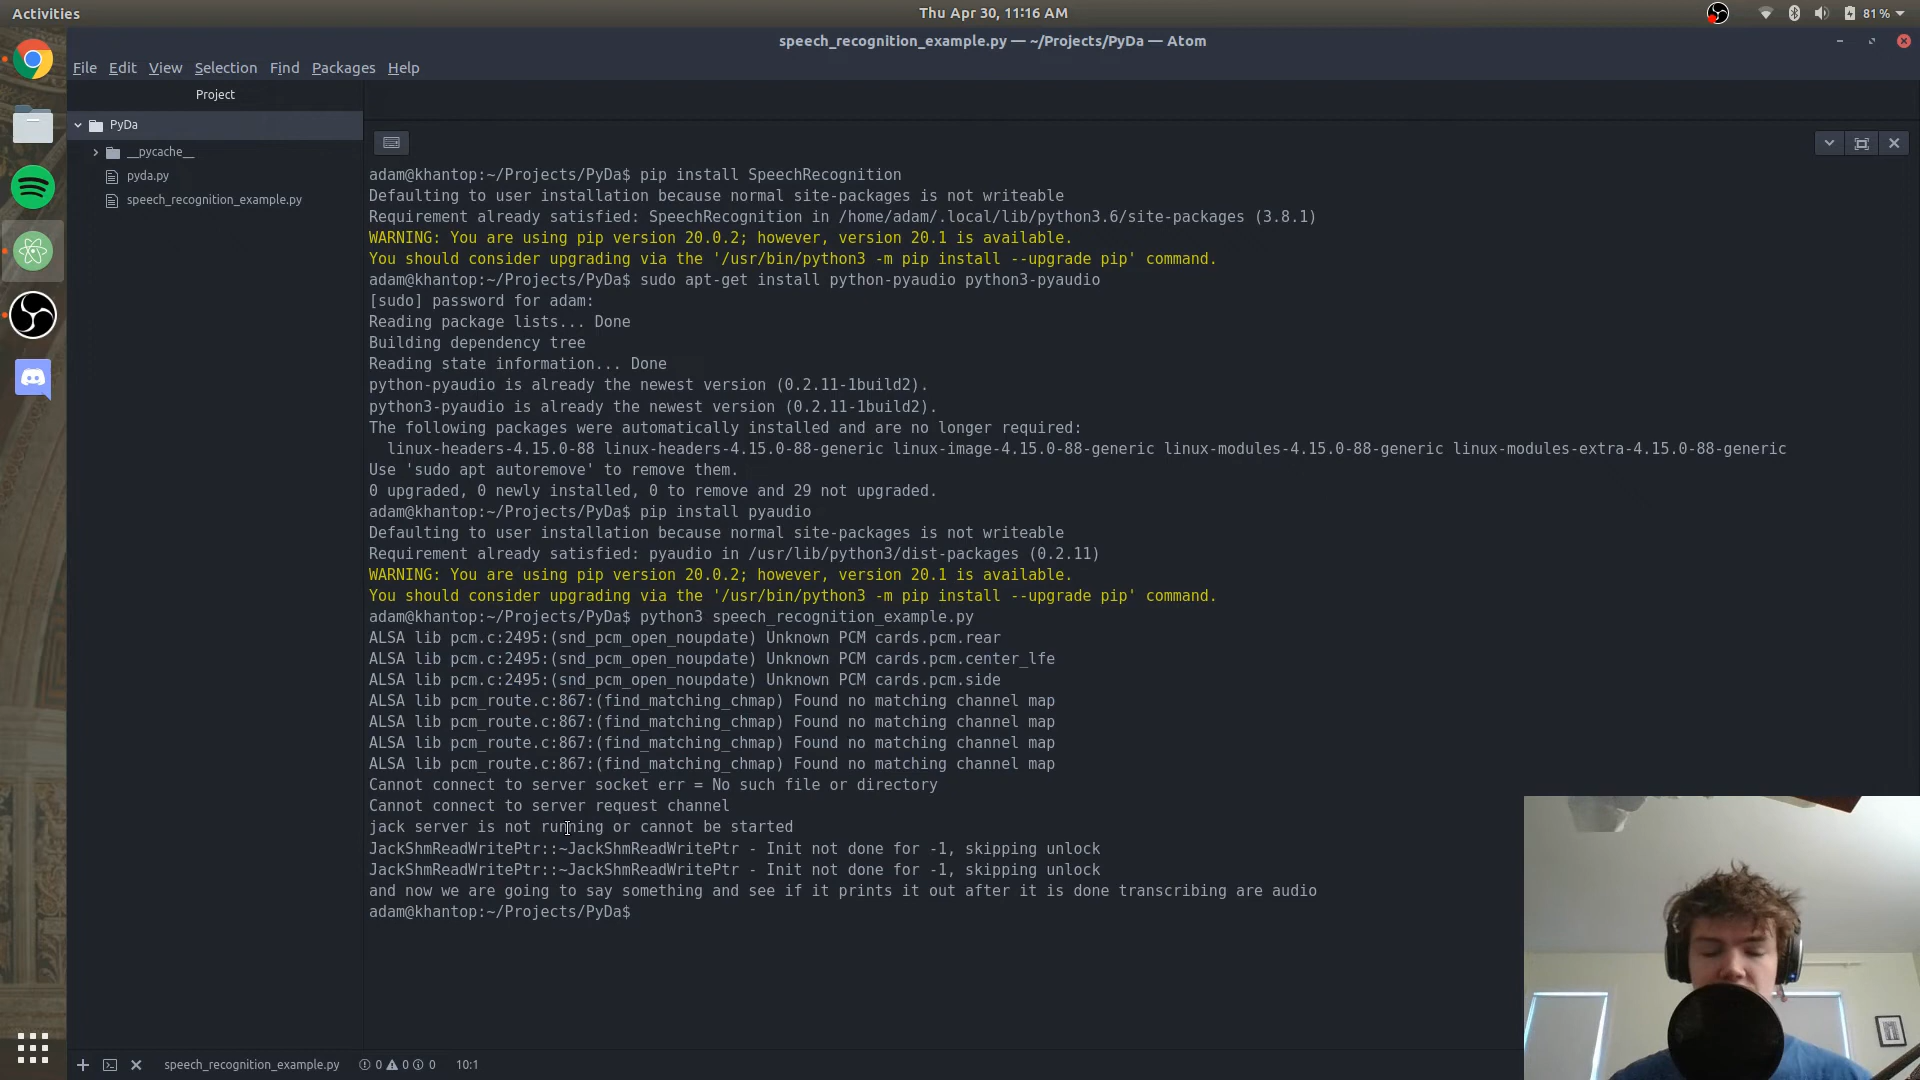 Activities
Thu Apr 30, 11:16 AM
81 %
speech_recognition_example.py — ~/Projects/PyDa — Atom
File Edit View Selection Find Packages Help
Project
PyDa
__pycache__
pyda.py
speech_recognition_example.py
adam@khantop:~/Projects/PyDa$ pip install SpeechRecognition
Defaulting to user installation because normal site-packages is not writeable
Requirement already satisfied: SpeechRecognition in /home/adam/.local/lib/python3.6/site-packages (3.8.1)
WARNING: You are using pip version 20.0.2; however, version 20.1 is available.
You should consider upgrading via the '/usr/bin/python3 -m pip install --upgrade pip' command.
adam@khantop:~/Projects/PyDa$ sudo apt-get install python-pyaudio python3-pyaudio
[sudo] password for adam:
Reading package lists... Done
Building dependency tree
Reading state information... Done
python-pyaudio is already the newest version (0.2.11-1build2).
python3-pyaudio is already the newest version (0.2.11-1build2).
The following packages were automatically installed and are no longer required:
linux-headers-4.15.0-88 linux-headers-4.15.0-88-generic linux-image-4.15.0-88-generic linux-modules-4.15.0-88-generic linux-modules-extra-4.15.0-88-generic
Use 'sudo apt autoremove' to remove them.
0 upgraded, 0 newly installed, 0 to remove and 29 not upgraded.
adam@khantop:~/Projects/PyDa$ pip install pyaudio
Defaulting to user installation because normal site-packages is not writeable
Requirement already satisfied: pyaudio in /usr/lib/python3/dist-packages (0.2.11)
WARNING: You are using pip version 20.0.2; however, version 20.1 is available.
You should consider upgrading via the '/usr/bin/python3 -m pip install --upgrade pip' command.
adam@khantop:~/Projects/PyDa$ python3 speech_recognition_example.py
ALSA lib pcm.c:2495:(snd_pcm_open_noupdate) Unknown PCM cards.pcm.rear
ALSA lib pcm.c:2495:(snd_pcm_open_noupdate) Unknown PCM cards.pcm.center_lfe
ALSA lib pcm.c:2495:(snd_pcm_open_noupdate) Unknown PCM cards.pcm.side
ALSA lib pcm_route.c:867:(find_matching_chmap) Found no matching channel map
ALSA lib pcm_route.c:867:(find_matching_chmap) Found no matching channel map
ALSA lib pcm_route.c:867:(find_matching_chmap) Found no matching channel map
ALSA lib pcm_route.c:867:(find_matching_chmap) Found no matching channel map
Cannot connect to server socket err = No such file or directory
Cannot connect to server request channel
jack server is not running or cannot be started
JackShmReadWritePtr::~JackShmReadWritePtr - Init not done for -1, skipping unlock
JackShmReadWritePtr::~JackShmReadWritePtr - Init not done for -1, skipping unlock
and now we are going to say something and see if it prints it out after it is done transcribing are audio
adam@khantop:~/Projects/PyDa$
speech_recognition_example.py 0 0 0 10:1